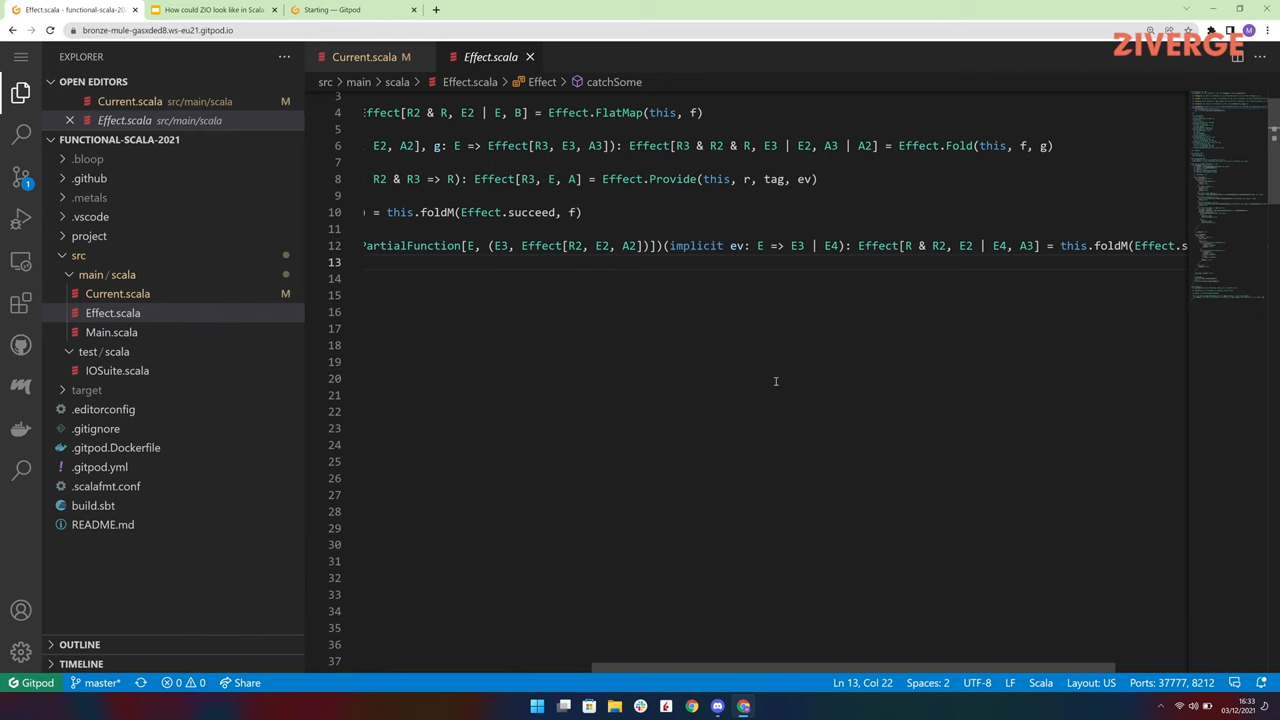 Effect.scala - functional-scala-202
How could ZIO look like in Scala
Starting — Gitpod
bronze-mule-gasxded8.ws-eu21.gitpod.io
ZIVERGE
EXPLORER
OPEN EDITORS
Current.scala src/main/scala M
Effect.scala src/main/scala
FUNCTIONAL-SCALA-2021
.bloop
.github
.metals
.vscode
project
src
main / scala
Current.scala M
Effect.scala
Main.scala
test / scala
IOSuite.scala
target
.editorconfig
.gitignore
.gitpod.Dockerfile
.gitpod.yml
.scalafmt.conf
build.sbt
README.md
OUTLINE
TIMELINE
Current.scala M
Effect.scala
src > main > scala > Effect.scala > Effect > catchSome
3
4 ffect[R2 & R, E2 | .FlatMap(this, )
5
6 E2, A2], g: E => Effect[R3, E3, A3]): Effect[R3 & R2 & R, E3 | E2, A3 | A2] = Effect.Fold(this, f, g)
7
8 R2 & R3 => R): Effect[R3, E, A] = Effect.Provide(this, r, tag, ev)
9
10 ) = this.foldM(Effect.succeed, f)
11
12 PartialFunction[E, (E3, Effect[R3, E2, A2])])(implicit ev: => E3 | E4): Effect[R & R2, E2 | E4, A3] = this.foldM(Effect.s
13
14
15
16
17
18
19
20
21
22
23
24
25
26
27
28
29
30
31
32
33
34
35
36
37
Gitpod master* 0 0 Share Ln 13, Col 22 Spaces: 2 UTF-8 LF Scala Layout: US Ports: 37777, 8212
16:33
03/12/2021